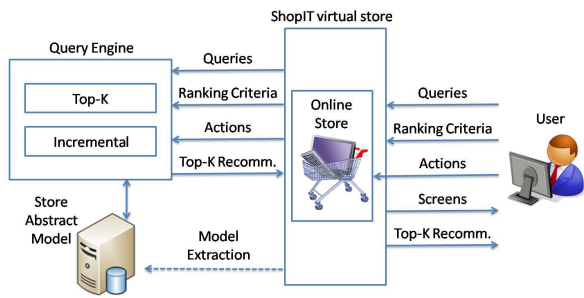 ShopIT virtual store
Query Engine
Top-K
Incremental
Queries
Ranking Criteria
Actions
Top-K Recomm.
Online
Store
Queries
Ranking Criteria
Actions
Screens
Top-K Recomm.
User
Store
Abstract
Model
Model
Extraction